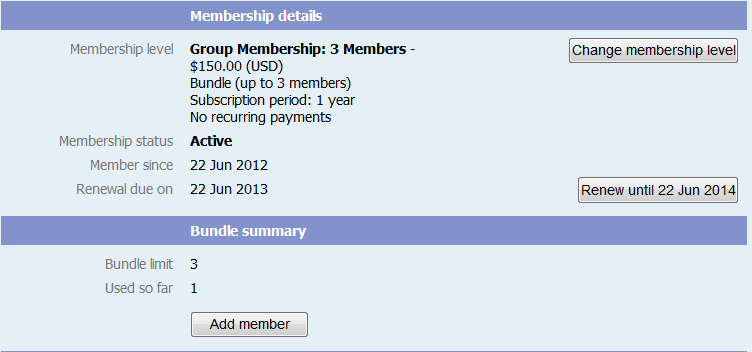 Membership details
Membership level Group Membership: 3 Members - Change membership level
$150.00 (USD)
Bundle (up to 3 members)
Subscription period: 1 year
No recurring payments
Membership status Active
Member since 22 Jun 2012
Renewal due on 22 Jun 2013 Renew until 22 Jun 2014
Bundle summary
Bundle limit 3
Used so far 1
Add member